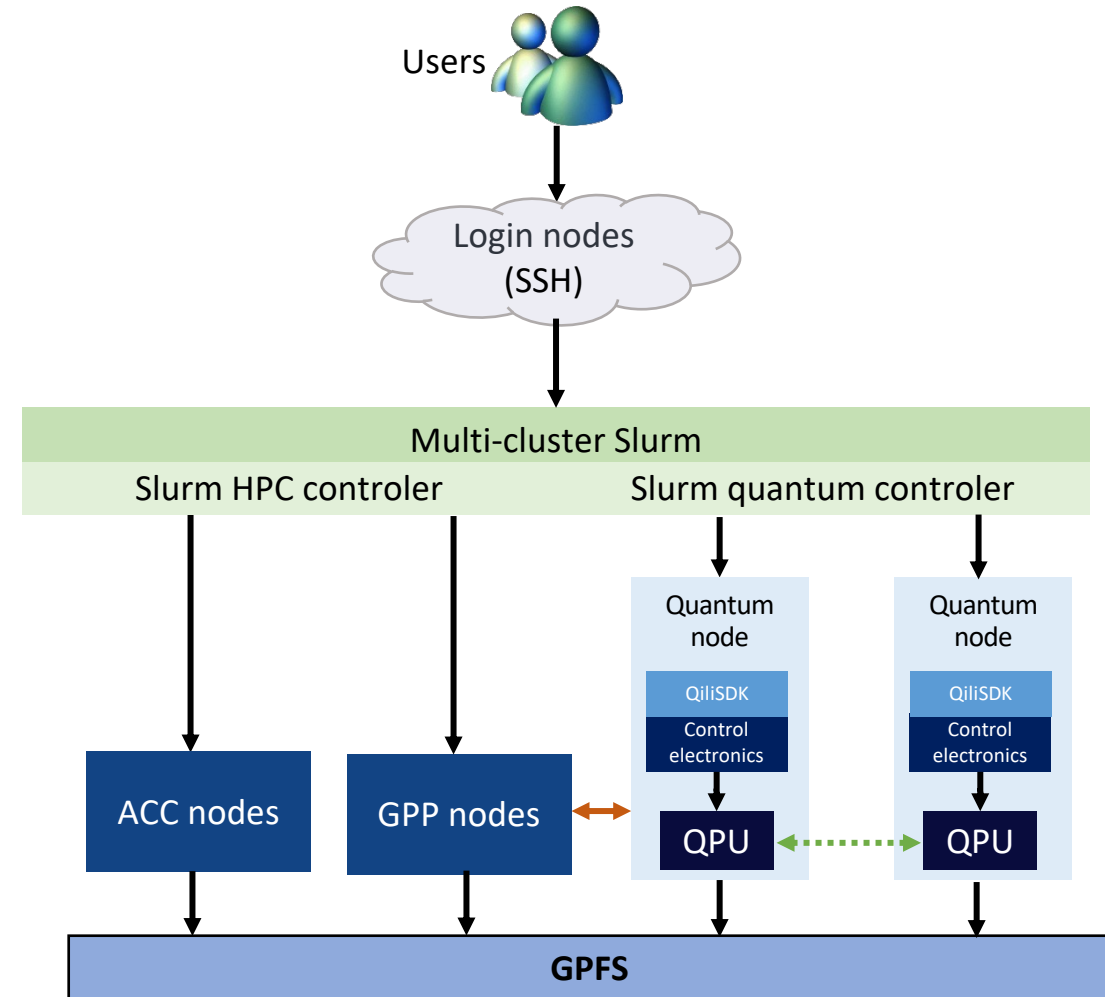 Users
Login nodes
(SSH)
Multi-cluster Slurm
Slurm HPC controler
Slurm quantum controler
Quantum
node
QiliSDK
Control
electronics
QPU
Quantum
node
QiliSDK
Control
electronics
QPU
ACC nodes
GPP nodes
GPFS